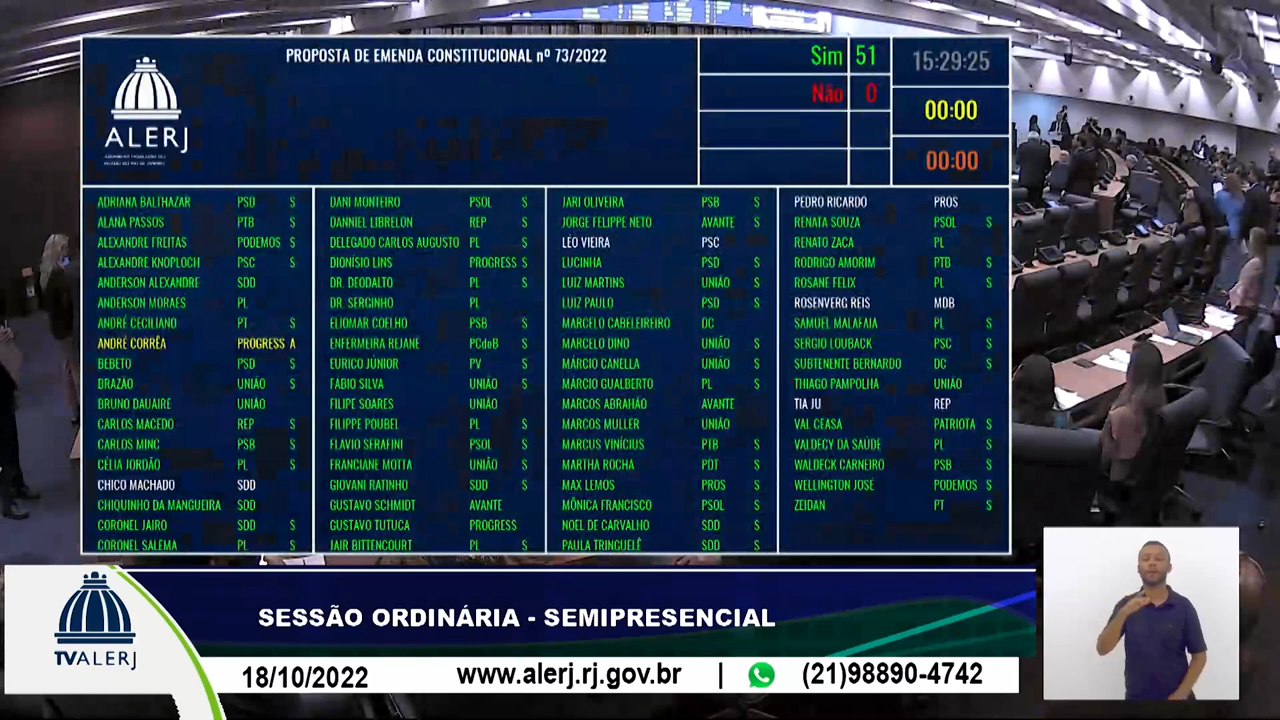 PROPOSTA DE EMENDA CONSTITUCIONAL nº 73/2022
ALERJ
Sim 51
Não 0
15:29:25
00:00
00:00
ADRIANA BALTHAZAR PSD S
ALANA PASSOS PTB S
ALEXANDRE FREITAS PODEMOS S
ALEXANDRE KNOPLOCH PSC S
ANDERSON ALEXANDRE SDD
ANDERSON MORAES PL
ANDRÉ CECILIANO PT S
ANDRÉ CORRÊA PROGRESS A
BEBETO PSD S
BRAZÃO UNIÃO S
BRUNO DAUAIRE UNIÃO
CARLOS MACEDO REP S
CARLOS MINC PSB S
CÉLIA JORDÃO PL S
CHICO MACHADO SDD
CHIQUINHO DA MANGUEIRA SDD
CORONEL JAIRO SDD S
CORONEL SALEMA PL S
DANI MONTEIRO PSOL S
DANNIEL LIBRELON REP S
DELEGADO CARLOS AUGUSTO PL S
DIONÍSIO LINS PROGRESS S
DR. DEODALTO PL S
DR. SERGINHO PL
ELIOMAR COELHO PSB S
ENFERMEIRA REJANE PCdoB S
EURICO JÚNIOR PV S
FÁBIO SILVA UNIÃO S
FILIPE SOARES UNIÃO
FILIPPE POUBEL PL S
FLAVIO SERAFINI PSOL S
FRANCIANE MOTTA UNIÃO S
GIOVANI RATINHO SDD S
GUSTAVO SCHMIDT AVANTE
GUSTAVO TUTUCA PROGRESS
JAIR BITTENCOURT PL S
JARI OLIVEIRA PSB S
JORGE FELIPPE NETO AVANTE S
LÉO VIEIRA PSC
LUCINHA PSD S
LUIZ MARTINS UNIÃO S
LUIZ PAULO PSD S
MARCELO CABELEIREIRO DC
MARCELO DINO UNIÃO S
MÁRCIO CANELLA UNIÃO S
MÁRCIO GUALBERTO PL S
MARCOS ABRAHÃO AVANTE
MARCOS MULLER UNIÃO
MARCUS VINÍCIUS PTB S
MARTHA ROCHA PDT S
MAX LEMOS PROS S
MÔNICA FRANCISCO PSOL S
NOEL DE CARVALHO SDD S
PAULA TRINGUELÊ SDD S
PEDRO RICARDO PROS
RENATA SOUZA PSOL S
RENATO ZACA PL
RODRIGO AMORIM PTB S
ROSANE FELIX PL S
ROSENVERG REIS MDB
SAMUEL MALAFAIA PL S
SERGIO LOUBACK PSC S
SUBTENENTE BERNARDO DC S
THIAGO PAMPOLHA UNIÃO
TIA JU REP
VAL CEASA PATRIOTA S
VALDECY DA SAÚDE PL S
WALDECK CARNEIRO PSB S
WELLINGTON JOSÉ PODEMOS S
ZEIDAN PT S
SESSÃO ORDINÁRIA - SEMIPRESENCIAL
TVALERJ
18/10/2022 www.alerj.rj.gov.br | (21)98890-4742